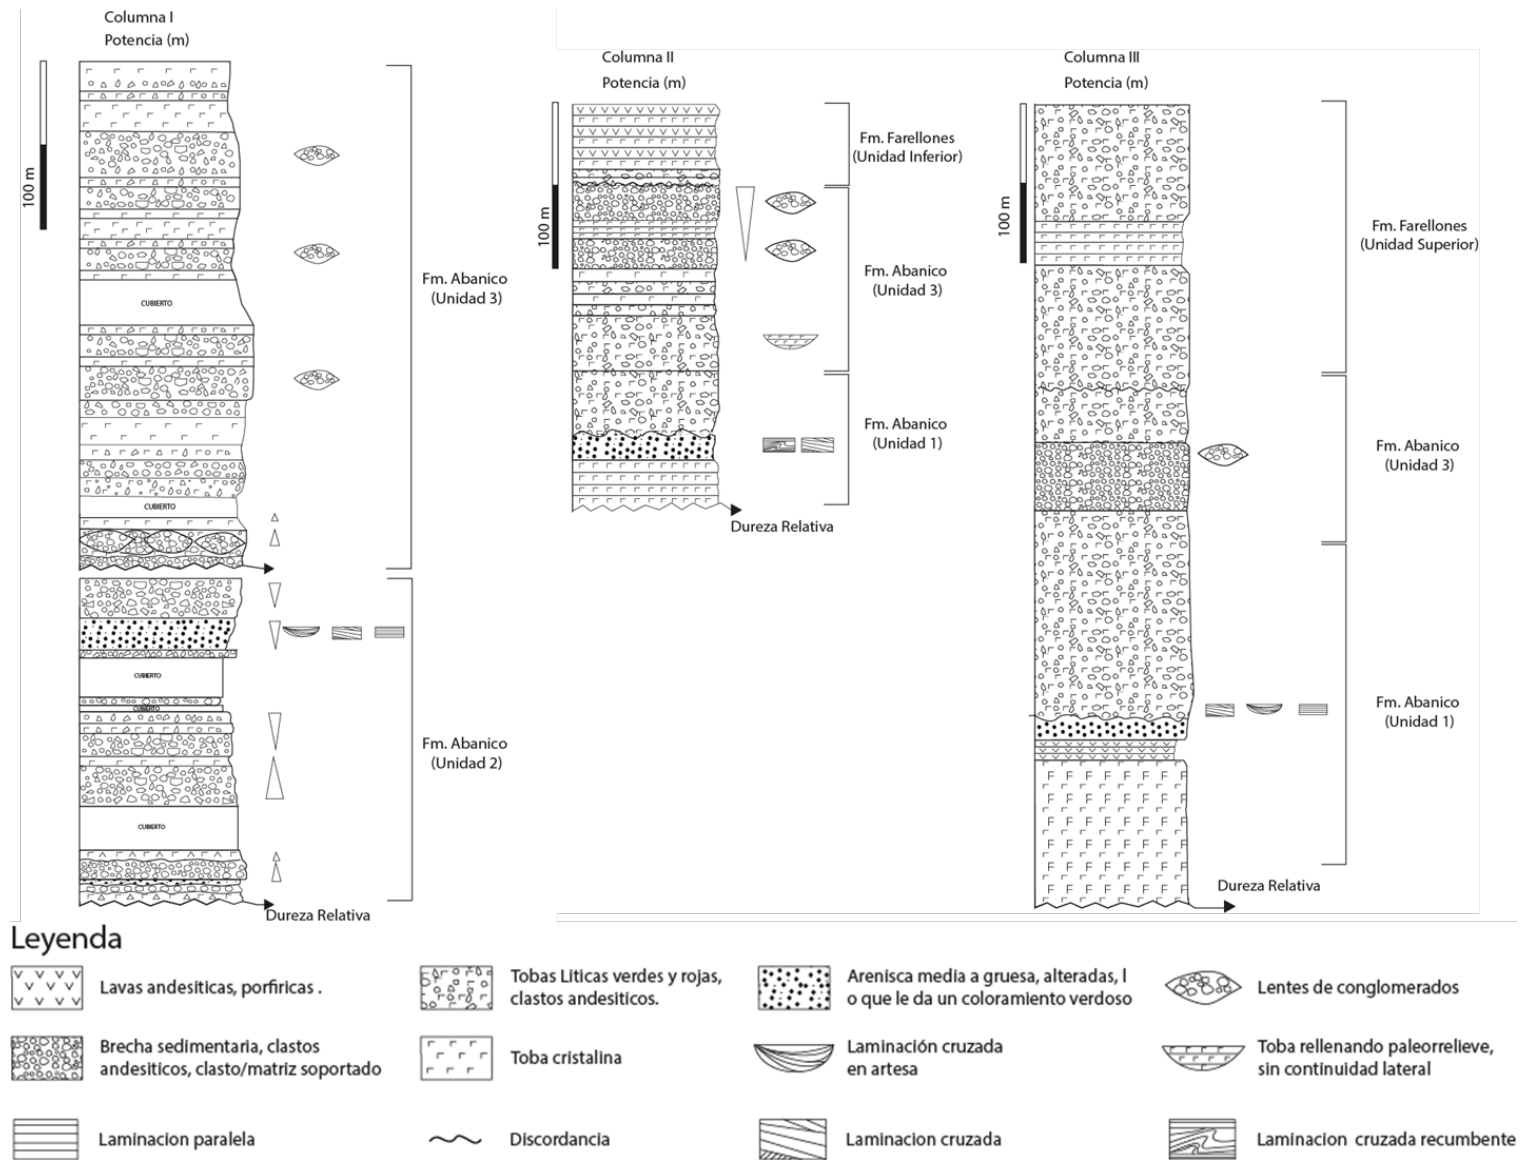 Columna I
Potencia (m)
100 m
CUBIERTO
CUBIERTO
Fm. Abanico
(Unidad 3)
CUBIERTO
CUBIERTO
CUBIERTO
Fm. Abanico
(Unidad 2)
Dureza Relativa
Columna II
Potencia (m)
100 m
Fm. Farellones
(Unidad Inferior)
Fm. Abanico
(Unidad 3)
Fm. Abanico
(Unidad 1)
Dureza Relativa
Columna III
Potencia (m)
100 m
Fm. Farellones
(Unidad Superior)
Fm. Abanico
(Unidad 3)
Fm. Abanico
(Unidad 1)
Dureza Relativa
Leyenda
Lavas andesiticas, porfiricas .
Tobas Liticas verdes y rojas,
clastos andesiticos.
Arenisca media a gruesa, alteradas, l
o que le da un coloramiento verdoso
Lentes de conglomerados
Brecha sedimentaria, clastos
andesiticos, clasto/matriz soportado
Toba cristalina
Laminación cruzada
en artesa
Toba rellenando paleorrelieve,
sin continuidad lateral
Laminacion paralela
Discordancia
Laminacion cruzada
Laminacion cruzada recumbente